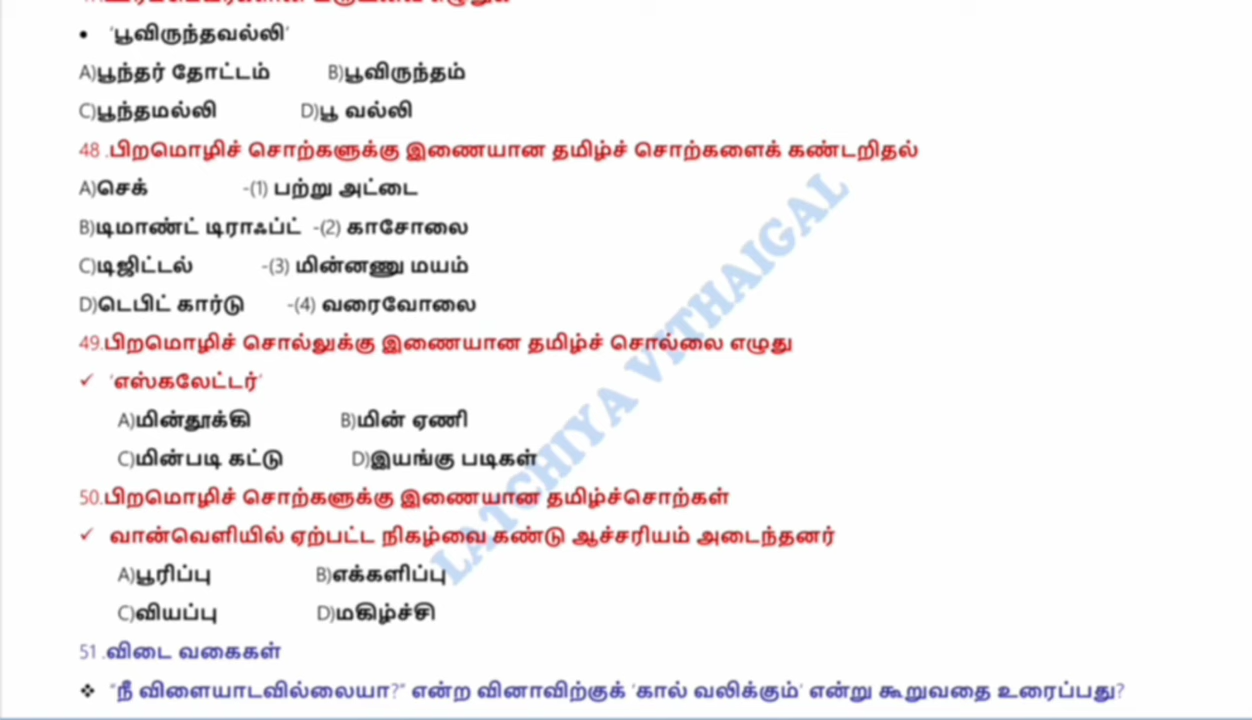 'பூவிருந்தவல்லி'
A)பூந்தர் தோட்டம் B)பூவிருந்தம்
C)பூந்தமல்லி D)பூ வல்லி
48 .பிறமொழிச் சொற்களுக்கு இணையான தமிழ்ச் சொற்களைக் கண்டறிதல்
A)செக் -(1) பற்று அட்டை
B)டிமாண்ட் டிராஃப்ட் -(2) காசோலை
C)டிஜிட்டல் -(3) மின்னணு மயம்
D)டெபிட் கார்டு -(4) வரைவோலை
49.பிறமொழிச் சொல்லுக்கு இணையான தமிழ்ச் சொல்லை எழுது
'எஸ்கலேட்டர்'
A)மின்தூக்கி B)மின் ஏணி
C)மின்படி கட்டு D)இயங்கு படிகள்
50.பிறமொழிச் சொற்களுக்கு இணையான தமிழ்ச்சொற்கள்
வான்வெளியில் ஏற்பட்ட நிகழ்வை கண்டு ஆச்சரியம் அடைந்தனர்
A)பூரிப்பு B)எக்களிப்பு
C)வியப்பு D)மகிழ்ச்சி
51 .விடை வகைகள்
"நீ விளையாடவில்லையா?" என்ற வினாவிற்குக் 'கால் வலிக்கும்' என்று கூறுவதை உரைப்பது?
LATCHIYA VITHAIGAL